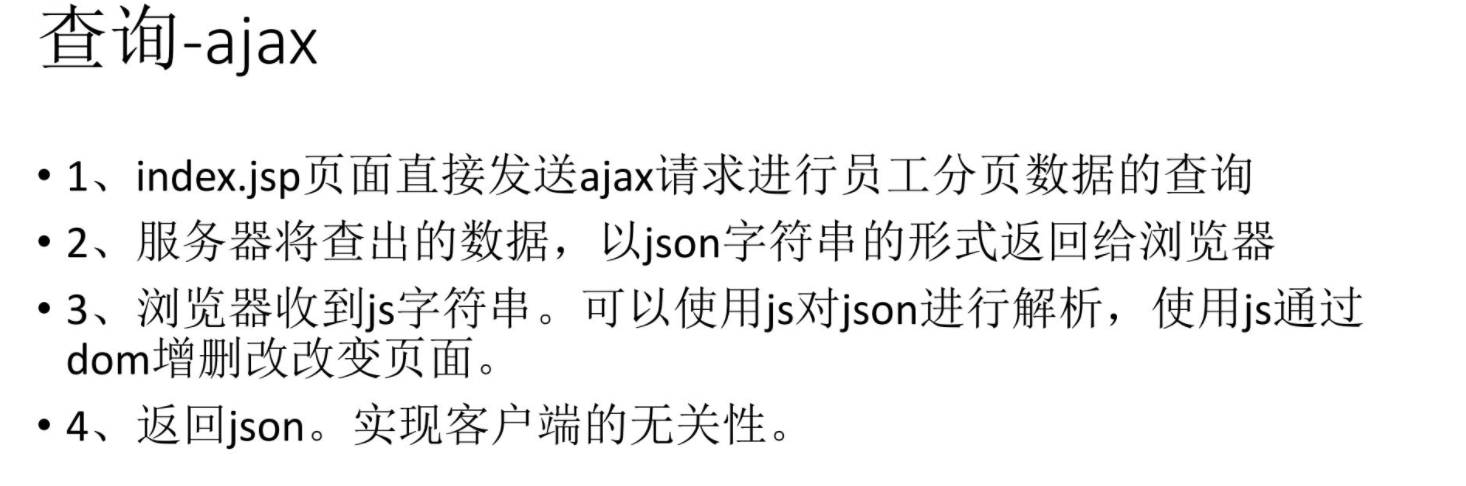 查询-ajax
• 1、index.jsp页面直接发送ajax请求进行员工分页数据的查询
• 2、服务器将查出的数据，以json字符串的形式返回给浏览器
• 3、浏览器收到js字符串。可以使用js对json进行解析，使用js通过
dom增删改改变页面。
• 4、返回json。实现客户端的无关性。